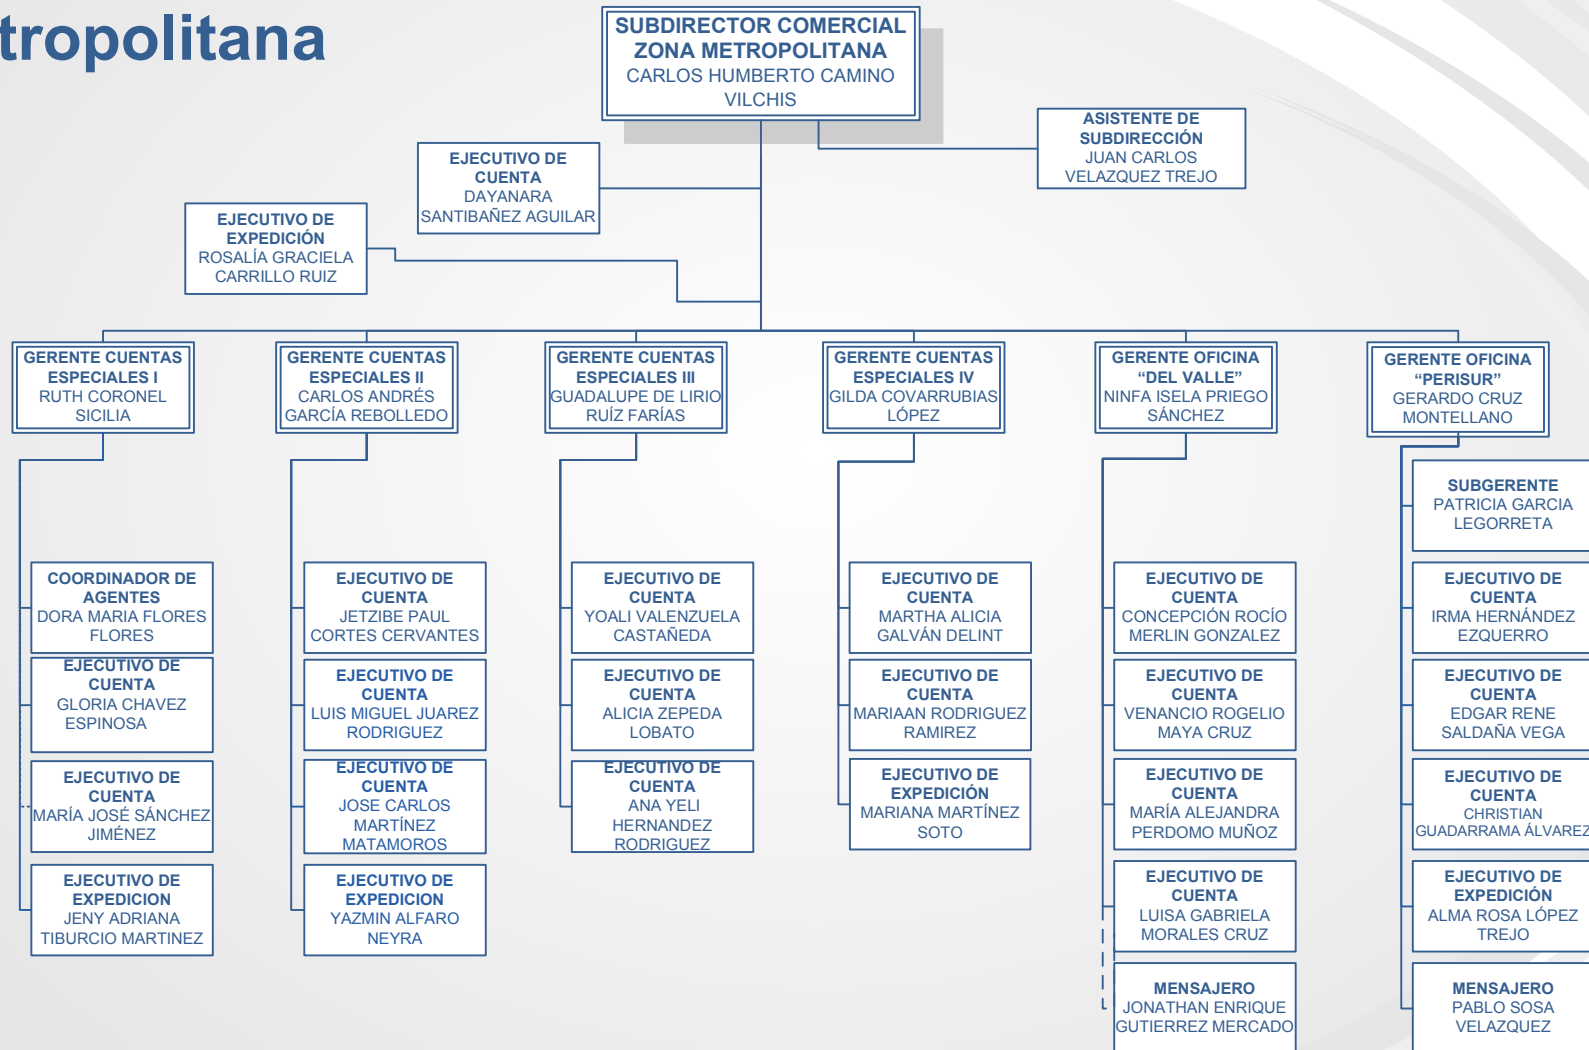 tropolitana
SUBDIRECTOR COMERCIAL
ZONA METROPOLITANA
CARLOS HUMBERTO CAMINO
VILCHIS
ASISTENTE DE
SUBDIRECCIÓN
JUAN CARLOS
VELAZQUEZ TREJO
EJECUTIVO DE
CUENTA
DAYANARA
SANTIBAÑEZ AGUILAR
EJECUTIVO DE
EXPEDICIÓN
ROSALÍA GRACIELA
CARRILLO RUIZ
GERENTE CUENTAS
ESPECIALES I
RUTH CORONEL
SICILIA
GERENTE CUENTAS
ESPECIALES II
CARLOS ANDRÉS
GARCÍA REBOLLEDO
GERENTE CUENTAS
ESPECIALES III
GUADALUPE DE LIRIO
RUÍZ FARÍAS
GERENTE CUENTAS
ESPECIALES IV
GILDA COVARRUBIAS
LÓPEZ
GERENTE OFICINA
“DEL VALLE”
NINFA ISELA PRIEGO
SÁNCHEZ
GERENTE OFICINA
“PERISUR”
GERARDO CRUZ
MONTELLANO
SUBGERENTE
PATRICIA GARCIA
LEGORRETA
COORDINADOR DE
AGENTES
DORA MARIA FLORES
FLORES
EJECUTIVO DE
CUENTA
JETZIBE PAUL
CORTES CERVANTES
EJECUTIVO DE
CUENTA
YOALI VALENZUELA
CASTAÑEDA
EJECUTIVO DE
CUENTA
MARTHA ALICIA
GALVÁN DELINT
EJECUTIVO DE
CUENTA
CONCEPCIÓN ROCÍO
MERLIN GONZALEZ
EJECUTIVO DE
CUENTA
IRMA HERNÁNDEZ
EZQUERRO
EJECUTIVO DE
CUENTA
GLORIA CHAVEZ
ESPINOSA
EJECUTIVO DE
CUENTA
LUIS MIGUEL JUAREZ
RODRIGUEZ
EJECUTIVO DE
CUENTA
ALICIA ZEPEDA
LOBATO
EJECUTIVO DE
CUENTA
MARIAAN RODRIGUEZ
RAMIREZ
EJECUTIVO DE
CUENTA
VENANCIO ROGELIO
MAYA CRUZ
EJECUTIVO DE
CUENTA
EDGAR RENE
SALDAÑA VEGA
EJECUTIVO DE
CUENTA
MARÍA JOSÉ SÁNCHEZ
JIMÉNEZ
EJECUTIVO DE
CUENTA
JOSE CARLOS
MARTÍNEZ
MATAMOROS
EJECUTIVO DE
CUENTA
ANA YELI
HERNANDEZ
RODRIGUEZ
EJECUTIVO DE
EXPEDICIÓN
MARIANA MARTÍNEZ
SOTO
EJECUTIVO DE
CUENTA
MARÍA ALEJANDRA
PERDOMO MUÑOZ
EJECUTIVO DE
CUENTA
CHRISTIAN
GUADARRAMA ÁLVAREZ
EJECUTIVO DE
EXPEDICION
JENY ADRIANA
TIBURCIO MARTINEZ
EJECUTIVO DE
EXPEDICION
YAZMIN ALFARO
NEYRA
EJECUTIVO DE
CUENTA
LUISA GABRIELA
MORALES CRUZ
EJECUTIVO DE
EXPEDICIÓN
ALMA ROSA LÓPEZ
TREJO
MENSAJERO
JONATHAN ENRIQUE
GUTIERREZ MERCADO
MENSAJERO
PABLO SOSA
VELAZQUEZ